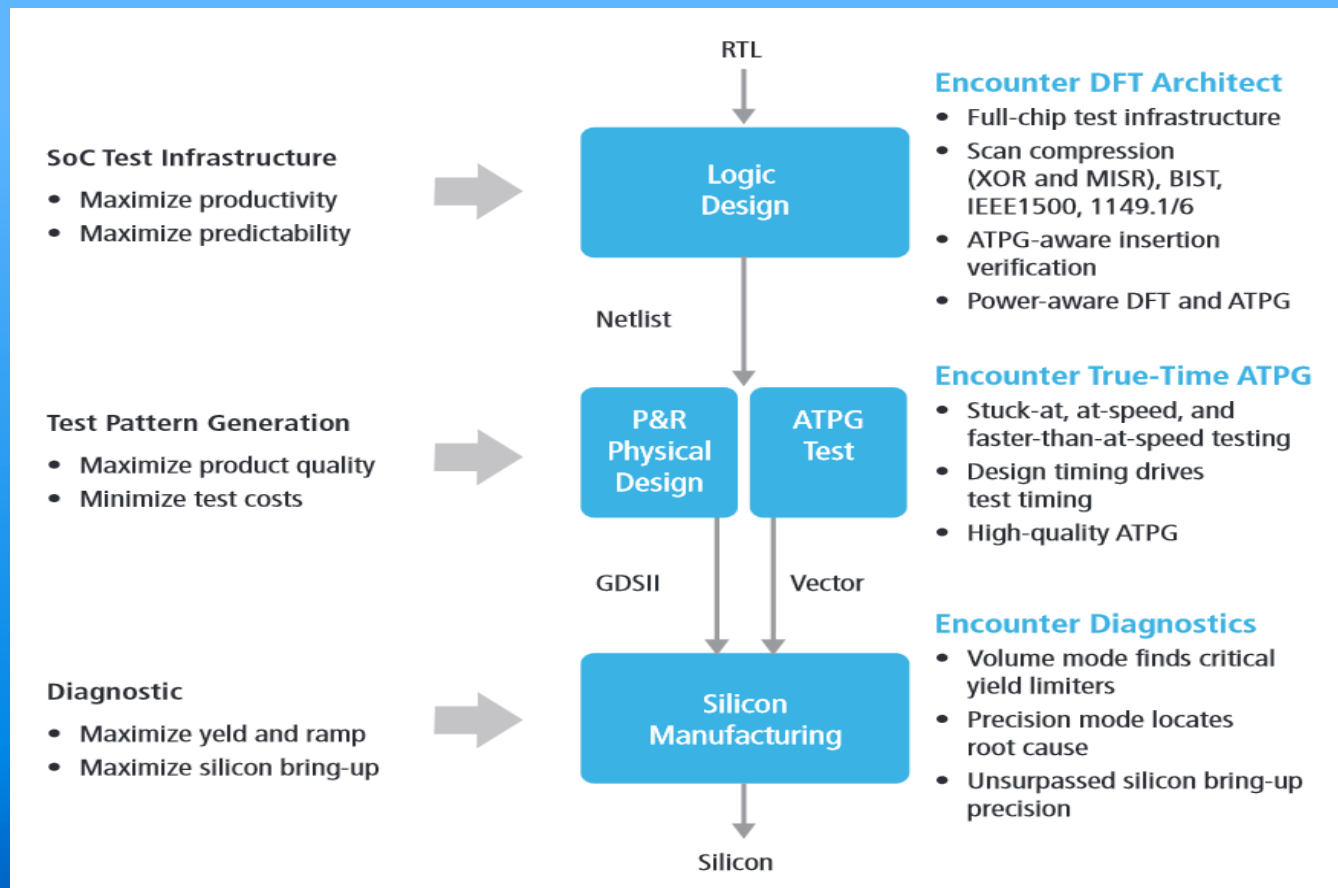 RTL
SoC Test Infrastructure
• Maximize productivity
• Maximize predictability
Logic
Design
Encounter DFT Architect
• Full-chip test infrastructure
• Scan compression
(XOR and MISR), BIST,
IEEE1500, 1149.1/6
• ATPG-aware insertion
verification
• Power-aware DFT and ATPG
Netlist
Test Pattern Generation
• Maximize product quality
• Minimize test costs
P&R
Physical
Design
ATPG
Test
Encounter True-Time ATPG
• Stuck-at, at-speed, and
faster-than-at-speed testing
• Design timing drives
test timing
• High-quality ATPG
GDSII
Vector
Diagnostic
• Maximize yeld and ramp
• Maximize silicon bring-up
Silicon
Manufacturing
Encounter Diagnostics
• Volume mode finds critical
yield limiters
• Precision mode locates
root cause
• Unsurpassed silicon bring-up
precision
Silicon